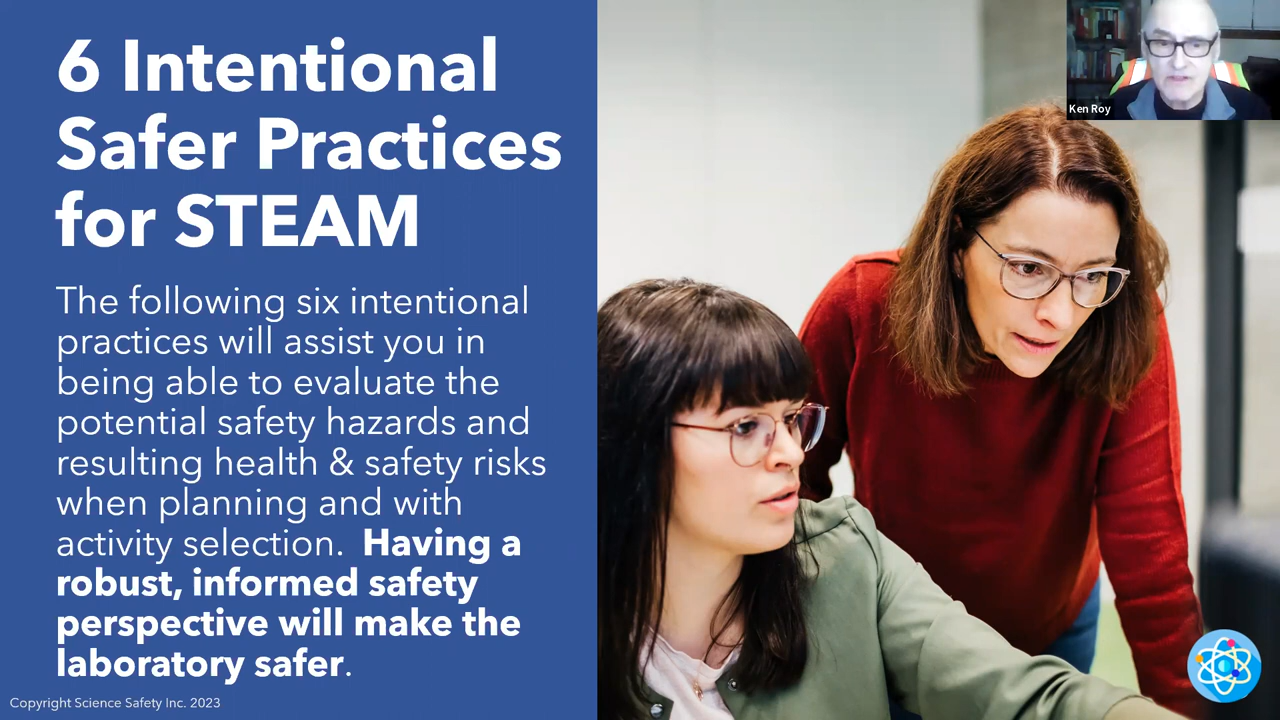 6 Intentional
Safer Practices
for STEAM
The following six intentional
practices will assist you in
being able to evaluate the
potential safety hazards and
resulting health & safety risks
when planning and with
activity selection.  Having a
robust, informed safety
perspective will make the
laboratory safer.
Copyright Science Safety Inc. 2023
Ken Roy